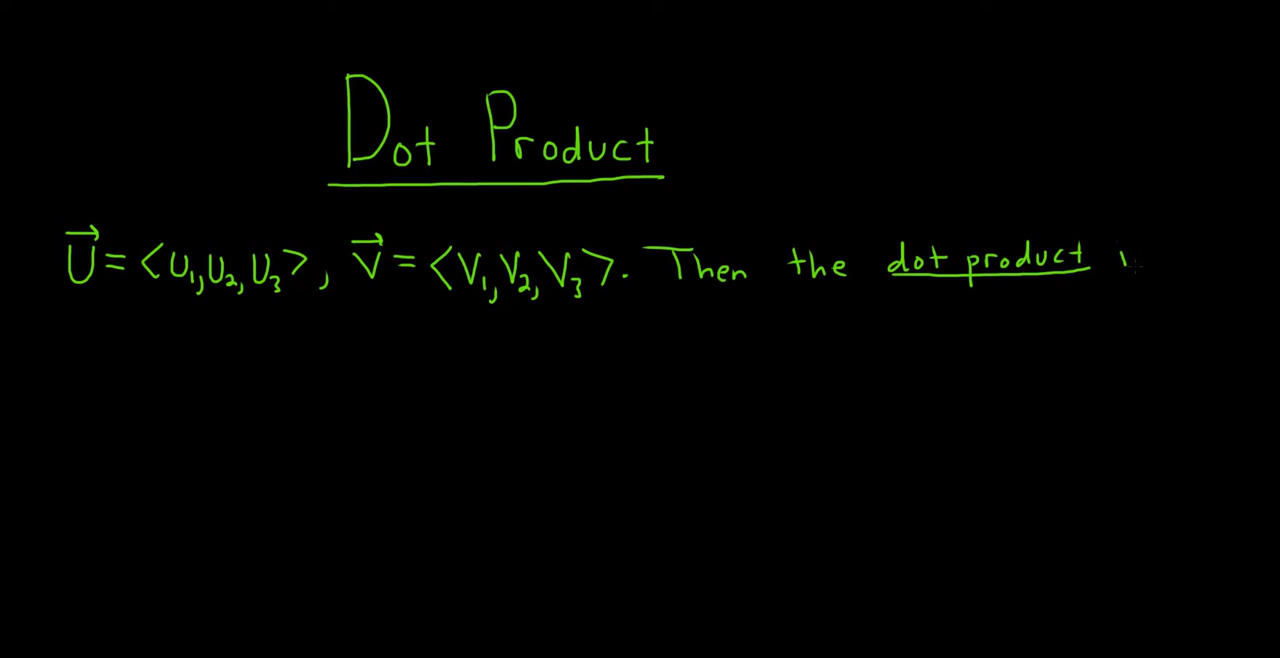 Dot Product
U⃗ = <U₁, U₂, U₃>, V⃗ = <V₁, V₂, V₃>. Then the dot product